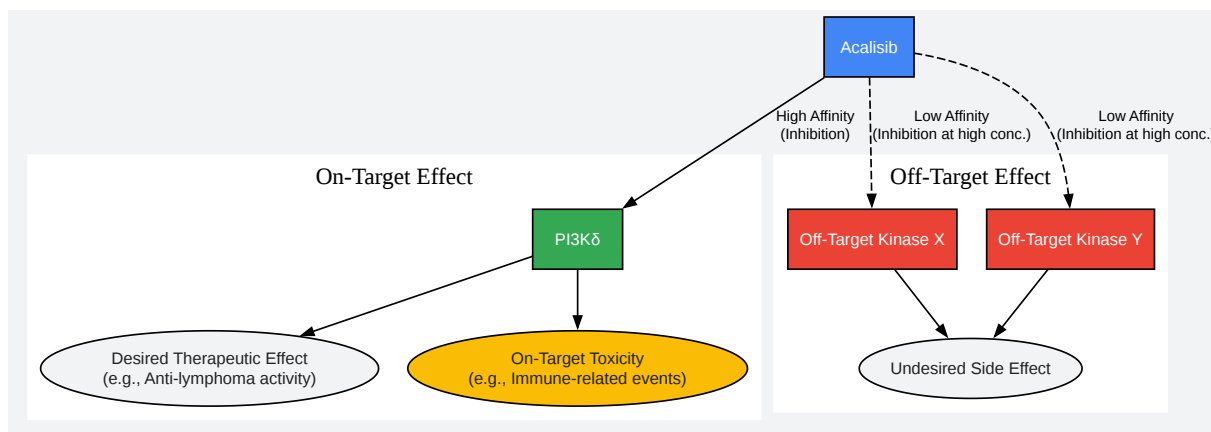 Acalisib
High Affinity
(Inhibition)
Low Affinity
(Inhibition at high conc.)
Low Affinity
(Inhibition at high conc.)
On-Target Effect
Off-Target Effect
PI3Kδ
Off-Target Kinase X
Off-Target Kinase Y
Desired Therapeutic Effect
(e.g., Anti-lymphoma activity)
On-Target Toxicity
(e.g., Immune-related events)
Undesired Side Effect